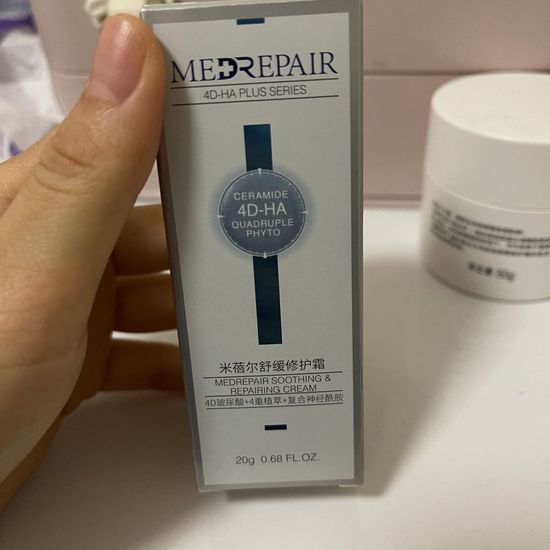 MEDREPAIR
4D-HA PLUS SERIES
CERAMIDE
4D-HA
QUADRUPLE
PHYTO
米蓓尔舒缓修护霜
MEDREPAIR SOOTHING &
REPAIRING CREAM
4D玻尿酸+4重植萃+复合神经酰胺
20g 0.68 FL.OZ.